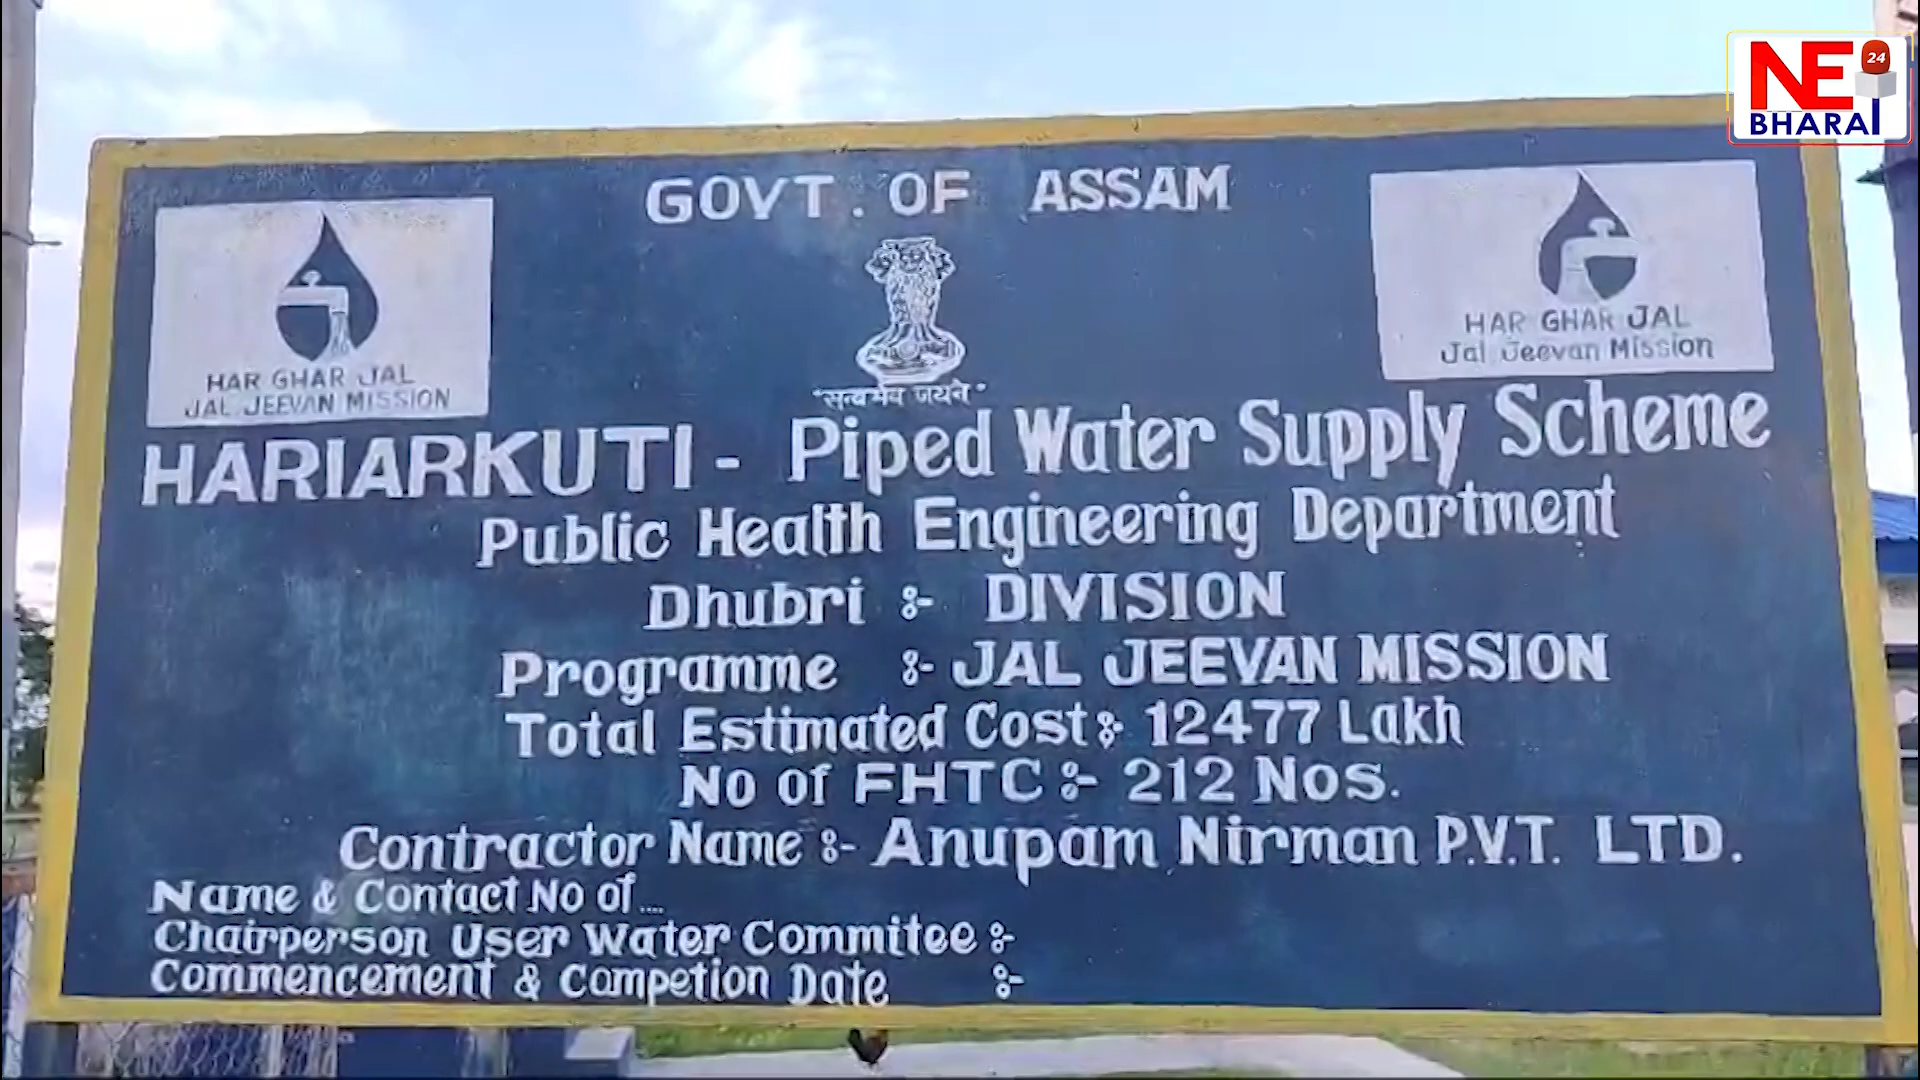 NE 24
BHARAT
GOVT. OF ASSAM
HAR GHAR JAL
JAL JEEVAN MISSION
HAR GHAR JAL
Jal Jeevan Mission
"सत्यमेव जयते"
HARIARKUTI - Piped Water Supply Scheme
Public Health Engineering Department
Dhubri :- DIVISION
Programme :- JAL JEEVAN MISSION
Total Estimated Cost :- 12477 Lakh
No of FHTC :- 212 Nos.
Contractor Name :- Anupam Nirman P.V.T. LTD.
Name & Contact No of....
Chairperson User Water Commitee :-
Commencement & Campetion Date :-